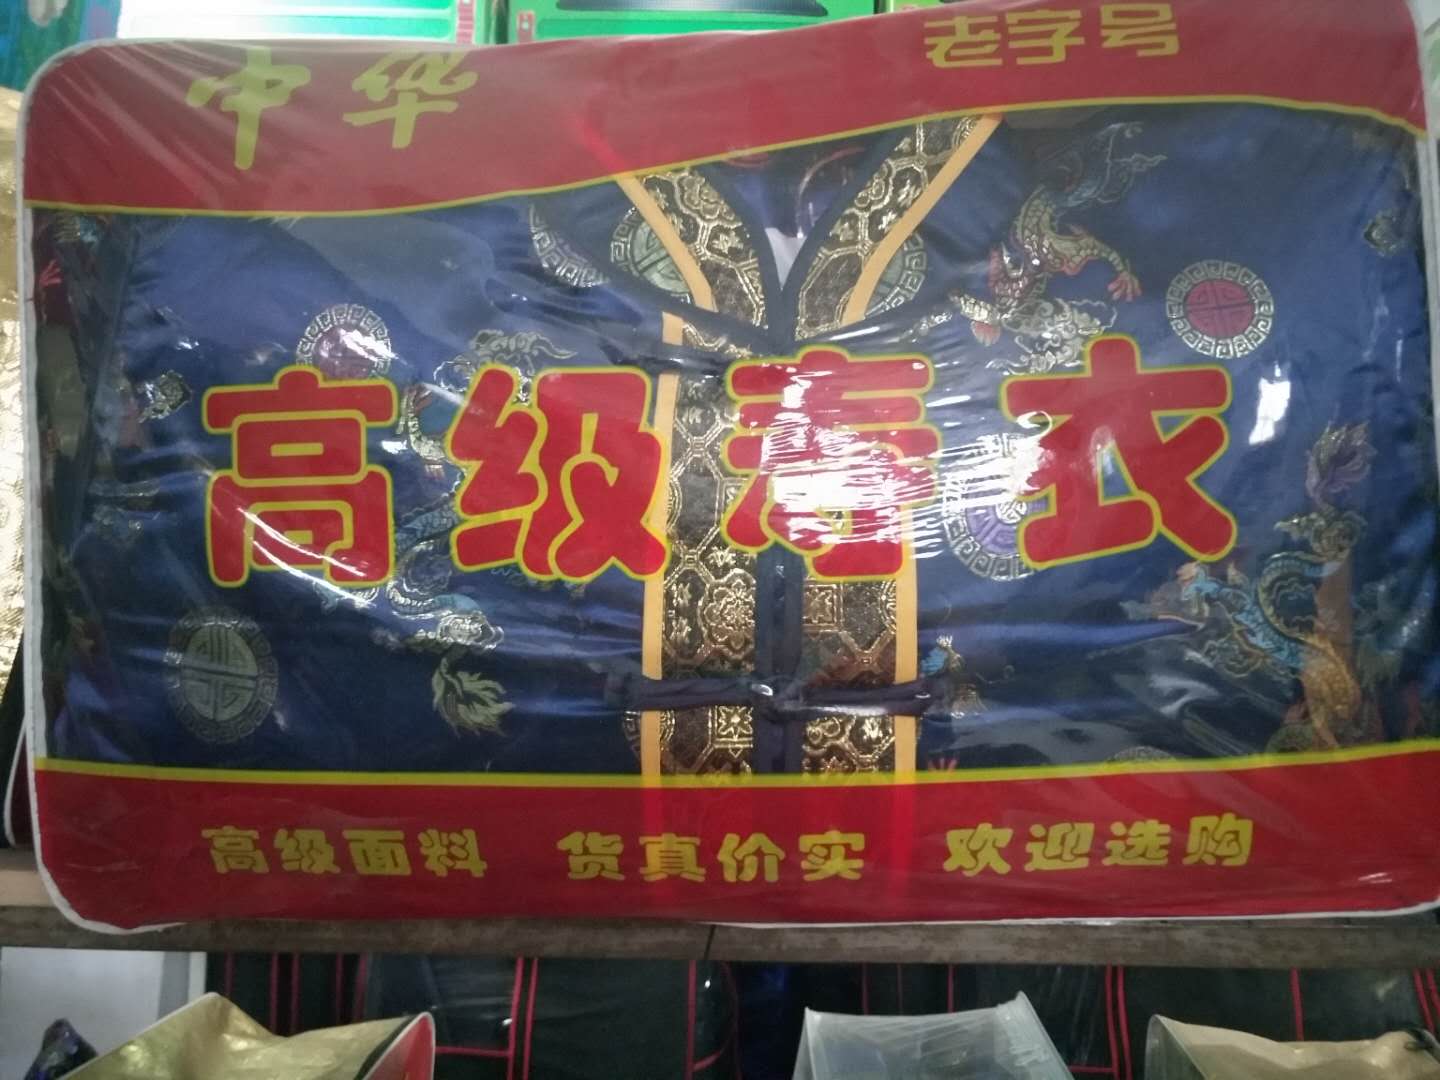 中华
老字号
高级寿衣
高级面料 货真价实 欢迎选购